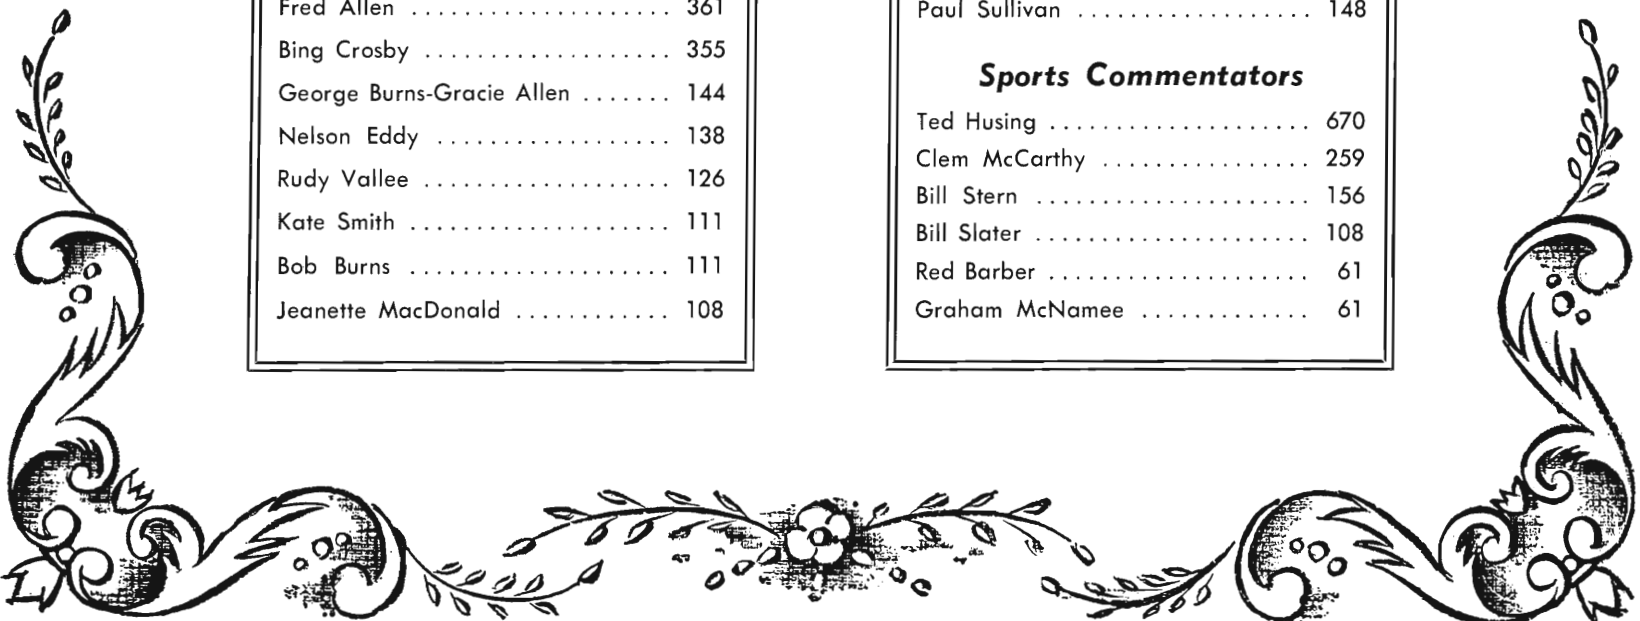 Fred Allen ................... 361
Bing Crosby .................. 355
George Burns-Gracie Allen ....... 144
Nelson Eddy ................. 138
Rudy Vallee .................. 126
Kate Smith ................... 111
Bob Burns ................... 111
Jeanette MacDonald ............ 108
Paul Sullivan .................. 148
Sports Commentators
Ted Husing .................... 670
Clem McCarthy ................ 259
Bill Stern ..................... 156
Bill Slater ..................... 108
Red Barber .................... 61
Graham McNamee ............. 61